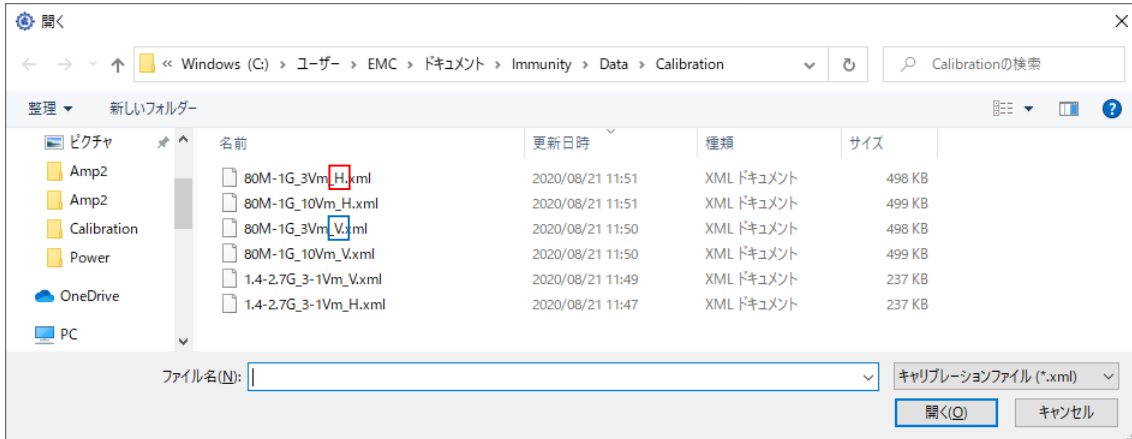 開く
« Windows (C:) › ユーザー › EMC › ドキュメント › Immunity › Data › Calibration
Calibrationの検索
整理 新しいフォルダー
名前 更新日時 種類 サイズ
ピクチャ
Amp2
Amp2
Calibration
Power
OneDrive
PC
80M-1G_3Vm_H.xml 2020/08/21 11:51 XML ドキュメント 498 KB
80M-1G_10Vm_H.xml 2020/08/21 11:51 XML ドキュメント 499 KB
80M-1G_3Vm_V.xml 2020/08/21 11:50 XML ドキュメント 498 KB
80M-1G_10Vm_V.xml 2020/08/21 11:50 XML ドキュメント 499 KB
1.4-2.7G_3-1Vm_V.xml 2020/08/21 11:49 XML ドキュメント 237 KB
1.4-2.7G_3-1Vm_H.xml 2020/08/21 11:47 XML ドキュメント 237 KB
ファイル名(N): キャリブレーションファイル (*.xml)
開く(O) キャンセル